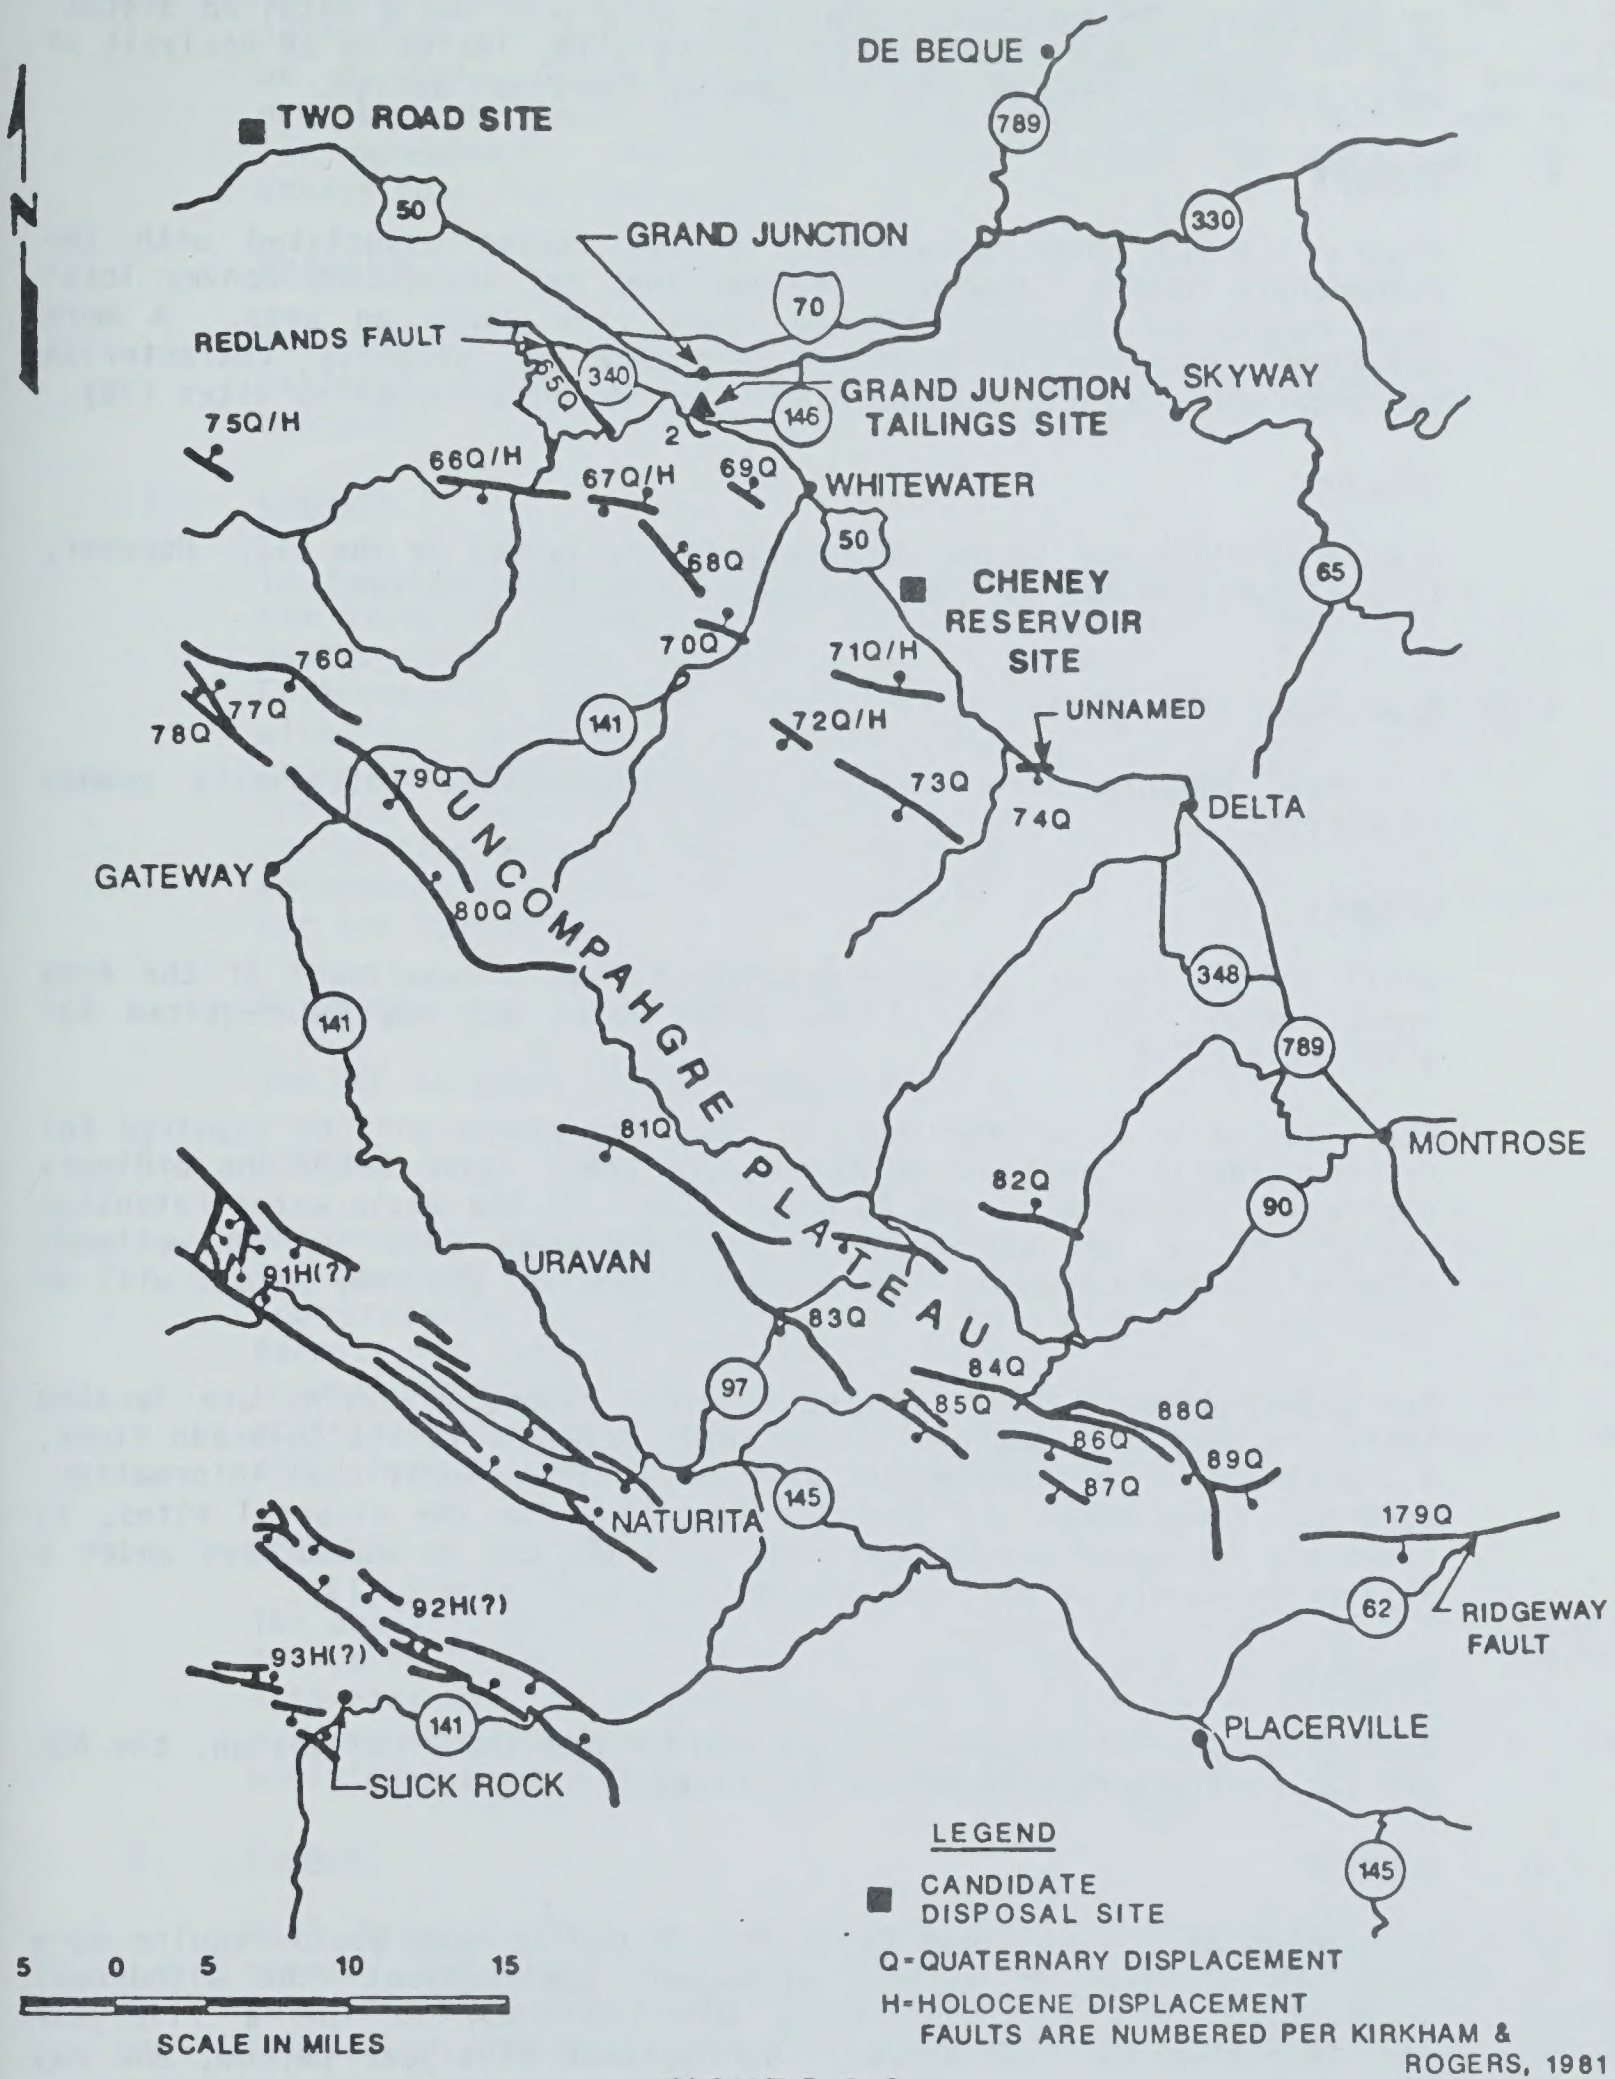 DE BEQUE
789
TWO ROAD SITE
N
50
330
GRAND JUNCTION
70
REDLANDS FAULT
65Q
340
GRAND JUNCTION
TAILINGS SITE
SKYWAY
146
2
75Q/H
66Q/H
67Q/H
69Q
WHITEWATER
50
68Q
65
CHENEY
RESERVOIR
SITE
70Q
71Q/H
76Q
77Q
78Q
141
72Q/H
UNNAMED
79Q
73Q
74Q
DELTA
GATEWAY
80Q
UNCOMPAHGRE PLATEAU
348
141
789
81Q
MONTROSE
82Q
90
91H(?)
URAVAN
83Q
97
84Q
85Q
88Q
86Q
89Q
87Q
145
NATURITA
179Q
62
RIDGEWAY
FAULT
92H(?)
93H(?)
141
PLACERVILLE
SLICK ROCK
145
LEGEND
CANDIDATE
DISPOSAL SITE
Q=QUATERNARY DISPLACEMENT
H=HOLOCENE DISPLACEMENT
FAULTS ARE NUMBERED PER KIRKHAM &
ROGERS, 1981
5 0 5 10 15
SCALE IN MILES